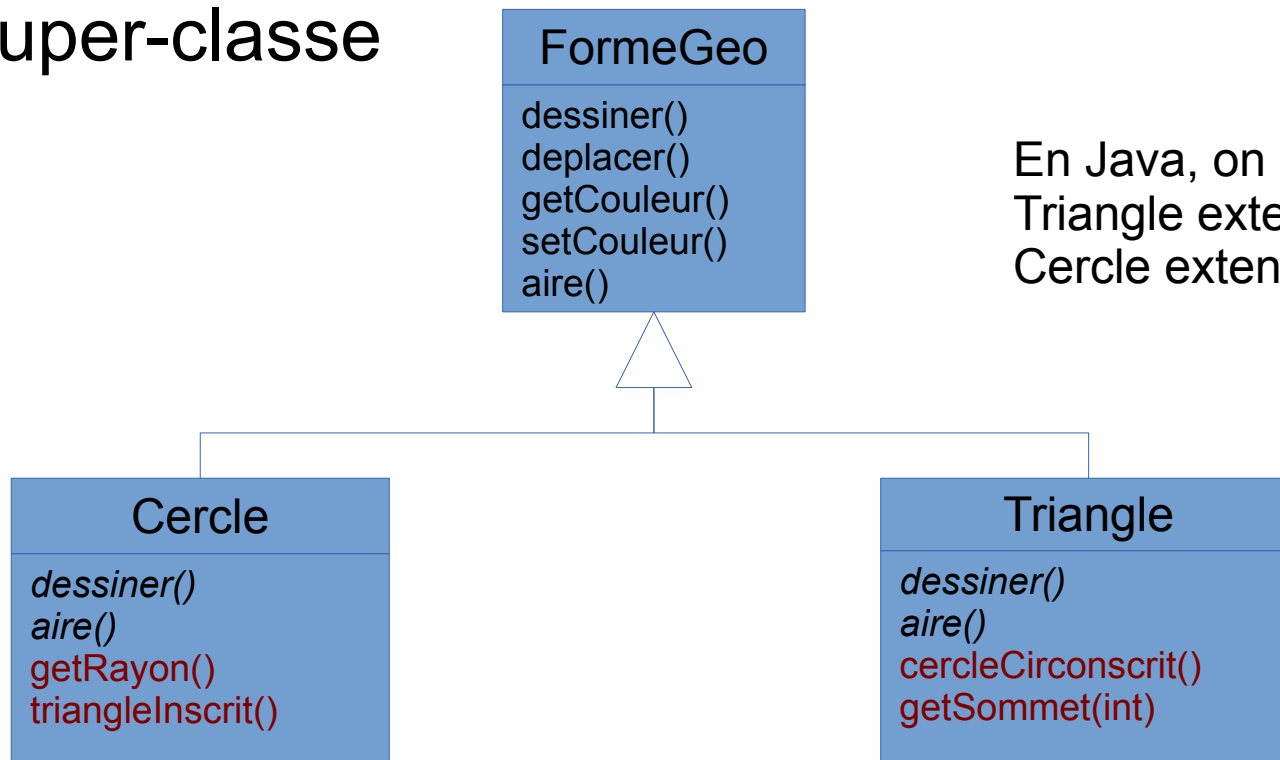 uper-classe
FormeGeo
dessiner()
deplacer()
getCouleur()
setCouleur()
aire()
En Java, on
Triangle exte
Cercle exten
Cercle
dessiner()
aire()
getRayon()
triangleInscrit()
Triangle
dessiner()
aire()
cercleCirconscrit()
getSommet(int)